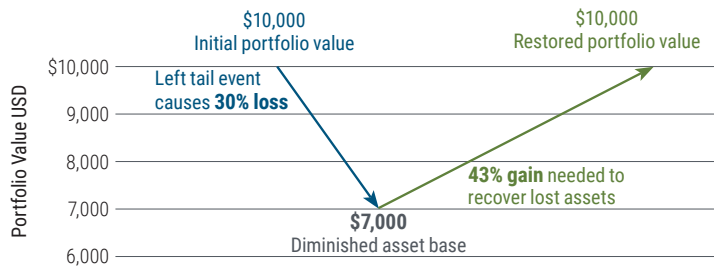 $10,000
Initial portfolio value
$10,000
Restored portfolio value
Portfolio Value USD
$10,000
9,000
8,000
7,000
6,000
Left tail event
causes 30% loss
43% gain needed to
recover lost assets
$7,000
Diminished asset base